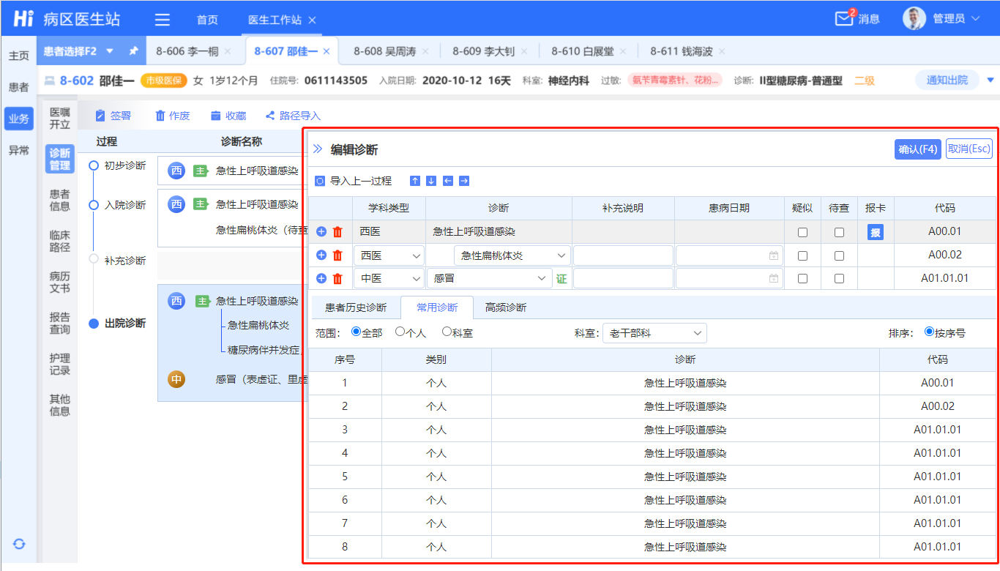 Hi 病区医生站 首页 医生工作站 2 消息 管理员
主页 患者选择F2 8-606 李一桐 8-607 邵佳一 8-608 吴周涛 8-609 李大钊 8-610 白展堂 8-611 钱海波
患者 8-602 邵佳一 市级医保 女 1岁12个月 住院号: 0611143505 入院日期: 2020-10-12 16天 科室: 神经内科 过敏: 氨苄青霉素针、花粉... 诊断: II型糖尿病-普通型 二级 通知出院
业务
异常
医嘱
开立
诊断
管理
患者
信息
临床
路径
病历
文书
报告
查询
护理
记录
其他
信息
签署 作废 收藏 路径导入
过程 诊断名称
初步诊断 西 主 急性上呼吸道感染
入院诊断 西 主 急性上呼吸道感染
急性扁桃体炎（待查
补充诊断
西 主 急性上呼吸道感染
出院诊断 急性扁桃体炎
糖尿病伴并发症
中 感冒（表虚证、里虚
编辑诊断 确认(F4) 取消(Esc)
导入上一过程
学科类型 诊断 补充说明 患病日期 疑似 待查 报卡 代码
西医 急性上呼吸道感染 报 A00.01
西医 急性扁桃体炎 A00.02
中医 感冒 证 A01.01.01
患者历史诊断 常用诊断 高频诊断
范围: 全部 个人 科室 科室: 老干部科 排序: 按序号
序号 类别 诊断 代码
1 个人 急性上呼吸道感染 A00.01
2 个人 急性上呼吸道感染 A00.02
3 个人 急性上呼吸道感染 A01.01.01
4 个人 急性上呼吸道感染 A01.01.01
5 个人 急性上呼吸道感染 A01.01.01
6 个人 急性上呼吸道感染 A01.01.01
7 个人 急性上呼吸道感染 A01.01.01
8 个人 急性上呼吸道感染 A01.01.01